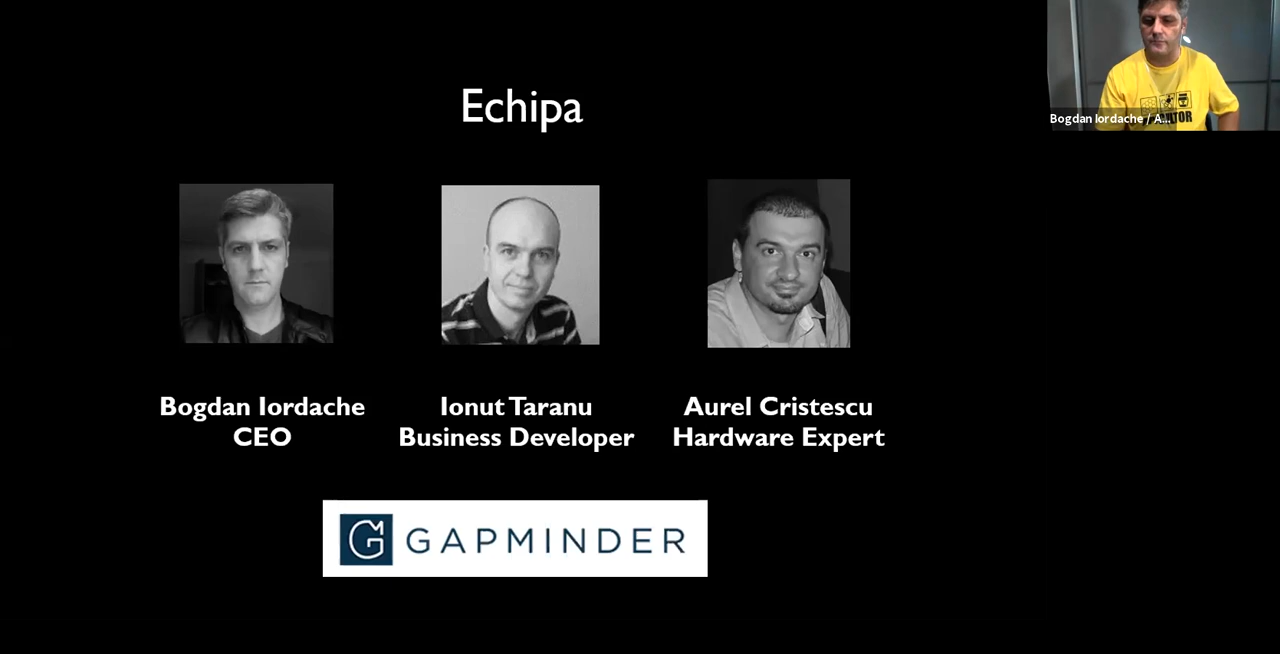 Echipa
Bogdan Iordache / A...
Bogdan Iordache
CEO
Ionut Taranu
Business Developer
Aurel Cristescu
Hardware Expert
GAPMINDER